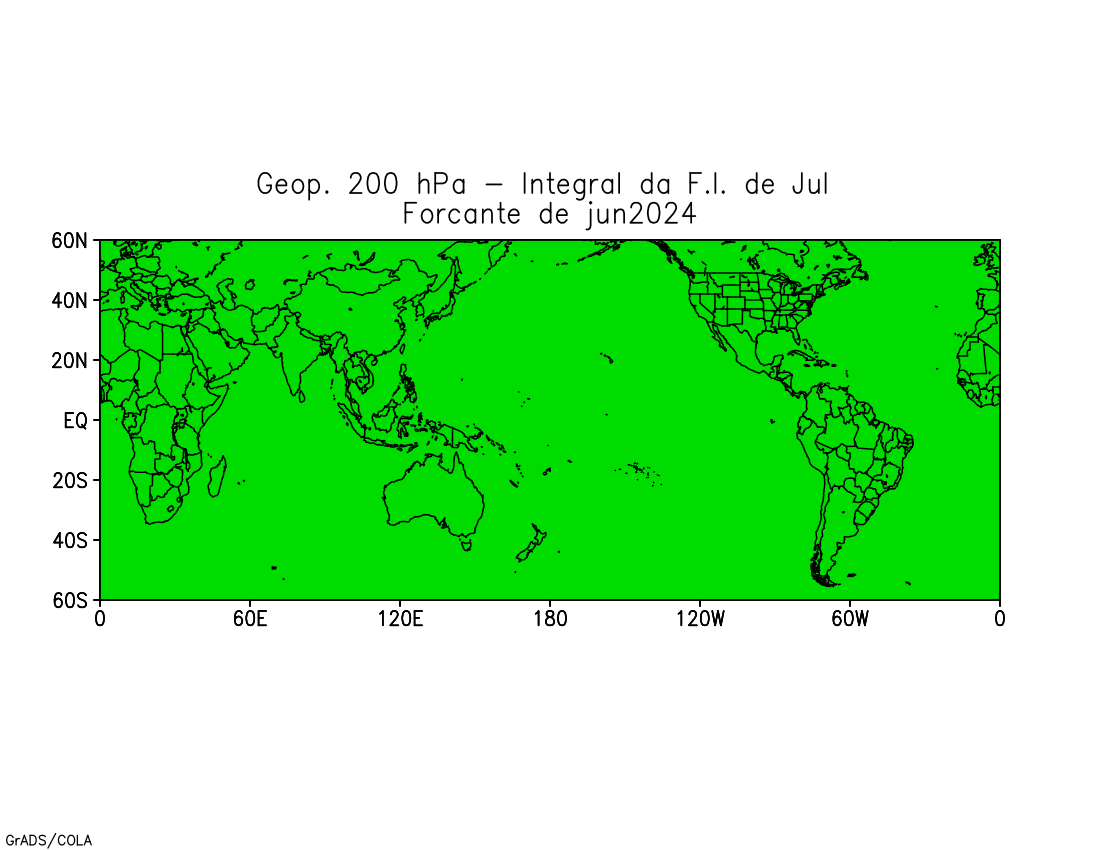 Geop. 200 hPa – Integral da F.I. de Jul
Forcante de jun2024
60N
40N
20N
EQ
20S
40S
60S
0 60E 120E 180 120W 60W 0
GrADS/COLA